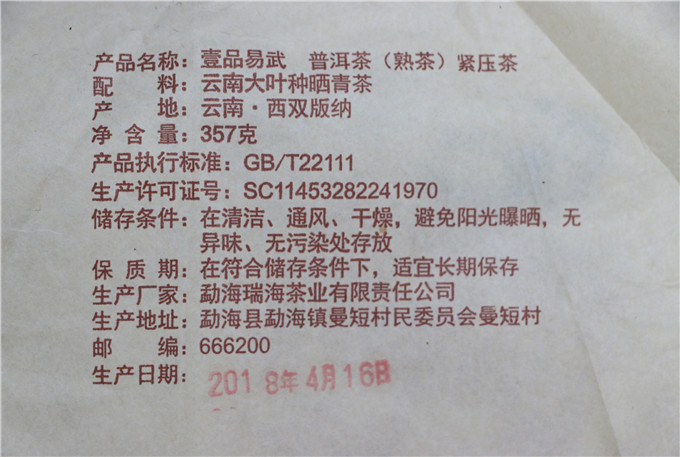 产品名称：壹品易武 普洱茶（熟茶）紧压茶
配 料：云南大叶种晒青茶
产 地：云南·西双版纳
净 含 量：357克
产品执行标准：GB/T22111
生产许可证号：SC11453282241970
储存条件：在清洁、通风、干燥，避免阳光曝晒，无
异味、无污染处存放
保 质 期：在符合储存条件下，适宜长期保存
生产厂家：勐海瑞海茶业有限责任公司
生产地址：勐海县勐海镇曼短村民委员会曼短村
邮 编：666200
生产日期：2018年4月16日